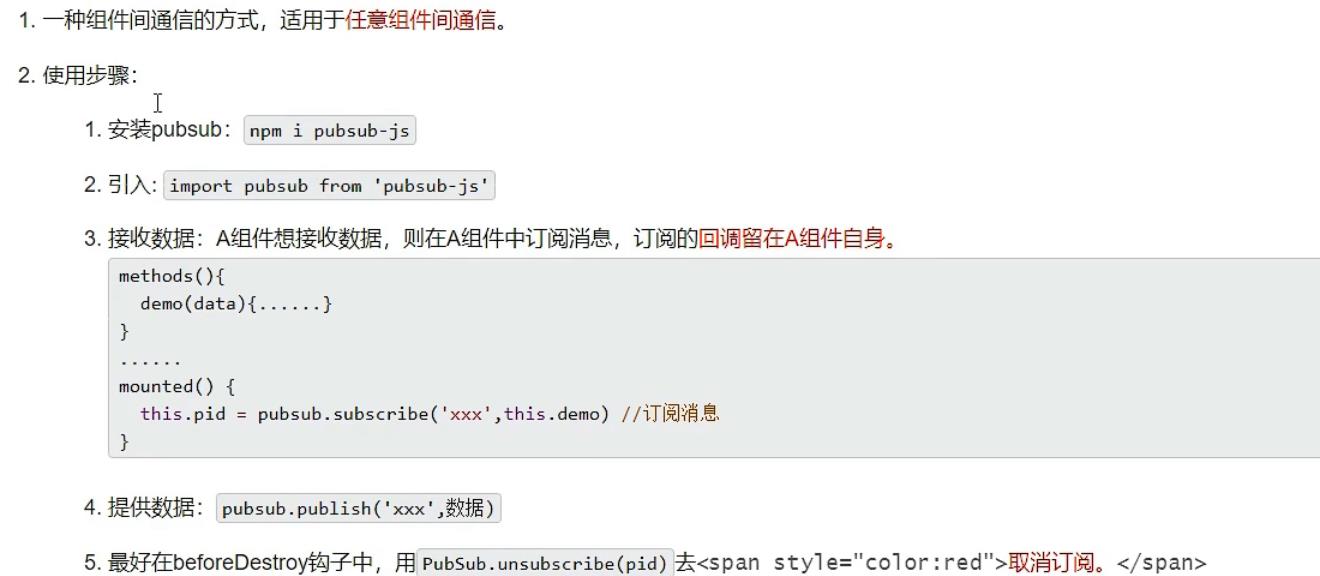 1. 一种组件间通信的方式，适用于任意组件间通信。
2. 使用步骤：
1. 安装pubsub：npm i pubsub-js
2. 引入: import pubsub from 'pubsub-js'
3. 接收数据：A组件想接收数据，则在A组件中订阅消息，订阅的回调留在A组件自身。
methods(){
  demo(data){......}
}
......
mounted() {
  this.pid = pubsub.subscribe('xxx',this.demo) //订阅消息
}
4. 提供数据：pubsub.publish('xxx',数据)
5. 最好在beforeDestroy钩子中，用PubSub.unsubscribe(pid)去<span style="color:red">取消订阅。</span>